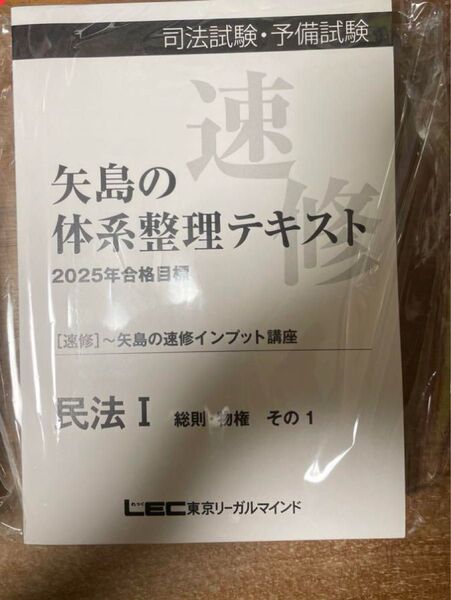 司法試験・予備試験
速修
矢島の
体系整理テキスト
2025年合格目標
［速修］～矢島の速修インプット講座
民法Ⅰ 総則・物権 その1
れっく
LEC東京リーガルマインド